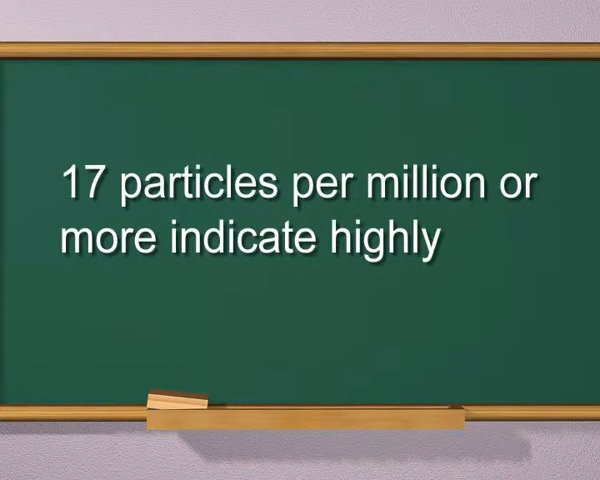 17 particles per million or
more indicate highly